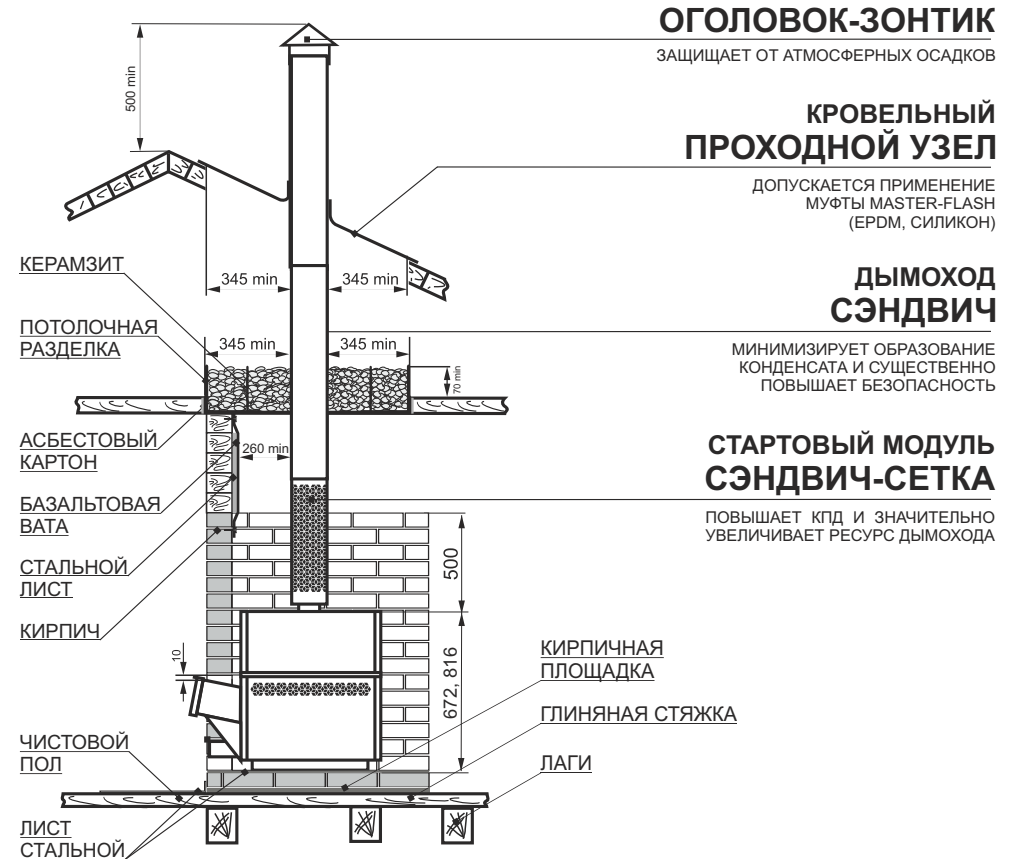 ОГОЛОВОК-ЗОНТИК
ЗАЩИЩАЕТ ОТ АТМОСФЕРНЫХ ОСАДКОВ
500 min
КРОВЕЛЬНЫЙ
ПРОХОДНОЙ УЗЕЛ
ДОПУСКАЕТСЯ ПРИМЕНЕНИЕ
МУФТЫ MASTER-FLASH
(EPDM, СИЛИКОН)
КЕРАМЗИТ
345 min
345 min
ДЫМОХОД
СЭНДВИЧ
ПОТОЛОЧНАЯ
РАЗДЕЛКА
345 min
345 min
70 min
МИНИМИЗИРУЕТ ОБРАЗОВАНИЕ
КОНДЕНСАТА И СУЩЕСТВЕННО
ПОВЫШАЕТ БЕЗОПАСНОСТЬ
АСБЕСТОВЫЙ
КАРТОН
260 min
СТАРТОВЫЙ МОДУЛЬ
СЭНДВИЧ-СЕТКА
БАЗАЛЬТОВАЯ
ВАТА
ПОВЫШАЕТ КПД И ЗНАЧИТЕЛЬНО
УВЕЛИЧИВАЕТ РЕСУРС ДЫМОХОДА
СТАЛЬНОЙ
ЛИСТ
500
КИРПИЧ
10
672, 816
КИРПИЧНАЯ
ПЛОЩАДКА
ГЛИНЯНАЯ СТЯЖКА
ЧИСТОВОЙ
ПОЛ
ЛАГИ
ЛИСТ
СТАЛЬНОЙ